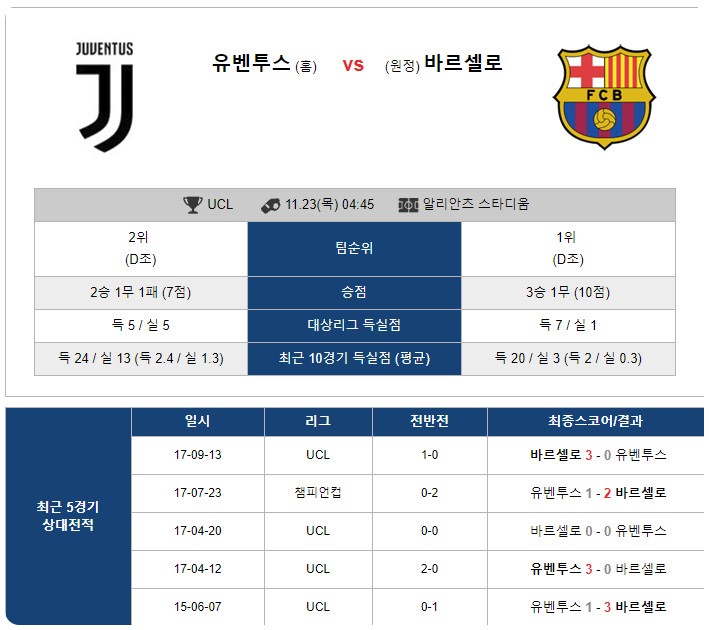 JUVENTUS
유벤투스 (홈) VS (원정) 바르셀로
FCB
UCL 11.23(목) 04:45 알리안츠 스타디움
2위 (D조) 팀순위 1위 (D조)
2승 1무 1패 (7점) 승점 3승 1무 (10점)
득 5 / 실 5 대상리그 득실점 득 7 / 실 1
득 24 / 실 13 (득 2.4 / 실 1.3) 최근 10경기 득실점 (평균) 득 20 / 실 3 (득 2 / 실 0.3)
최근 5경기
상대전적
일시 리그 전반전 최종스코어/결과
17-09-13 UCL 1-0 바르셀로 3 - 0 유벤투스
17-07-23 챔피언컵 0-2 유벤투스 1 - 2 바르셀로
17-04-20 UCL 0-0 바르셀로 0 - 0 유벤투스
17-04-12 UCL 2-0 유벤투스 3 - 0 바르셀로
15-06-07 UCL 0-1 유벤투스 1 - 3 바르셀로